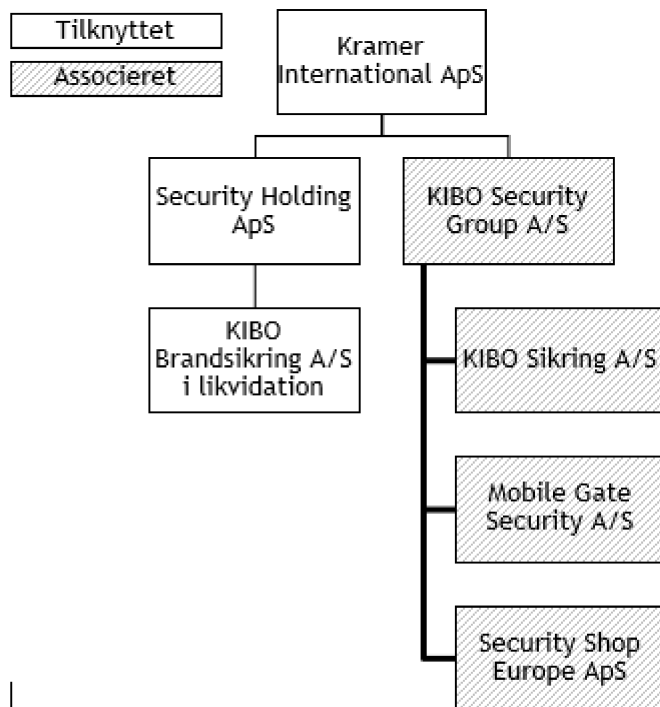 Tilknyttet
Associeret
Kramer
International ApS
Security Holding
ApS
KIBO Security
Group A/S
KIBO
Brandsikring A/S
i likvidation
KIBO Sikring A/S
Mobile Gate
Security A/S
Security Shop
Europe ApS